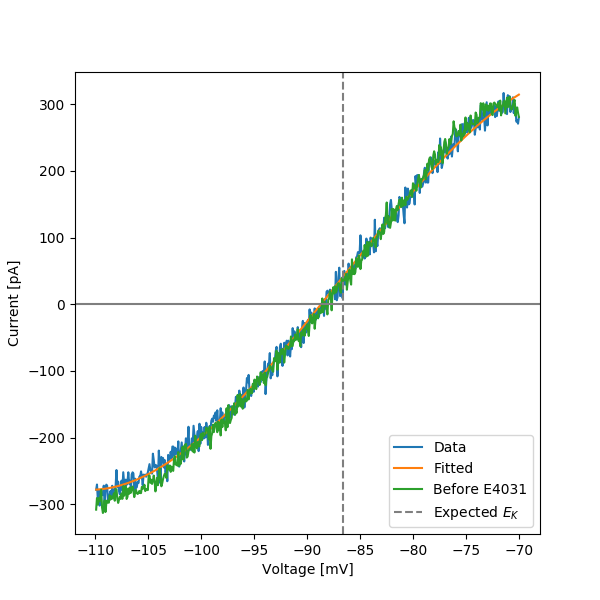 300
200
100
0
−100
−200
−300
Current [pA]
−110 −105 −100 −95 −90 −85 −80 −75 −70
Voltage [mV]
Data
Fitted
Before E4031
Expected $E_K$